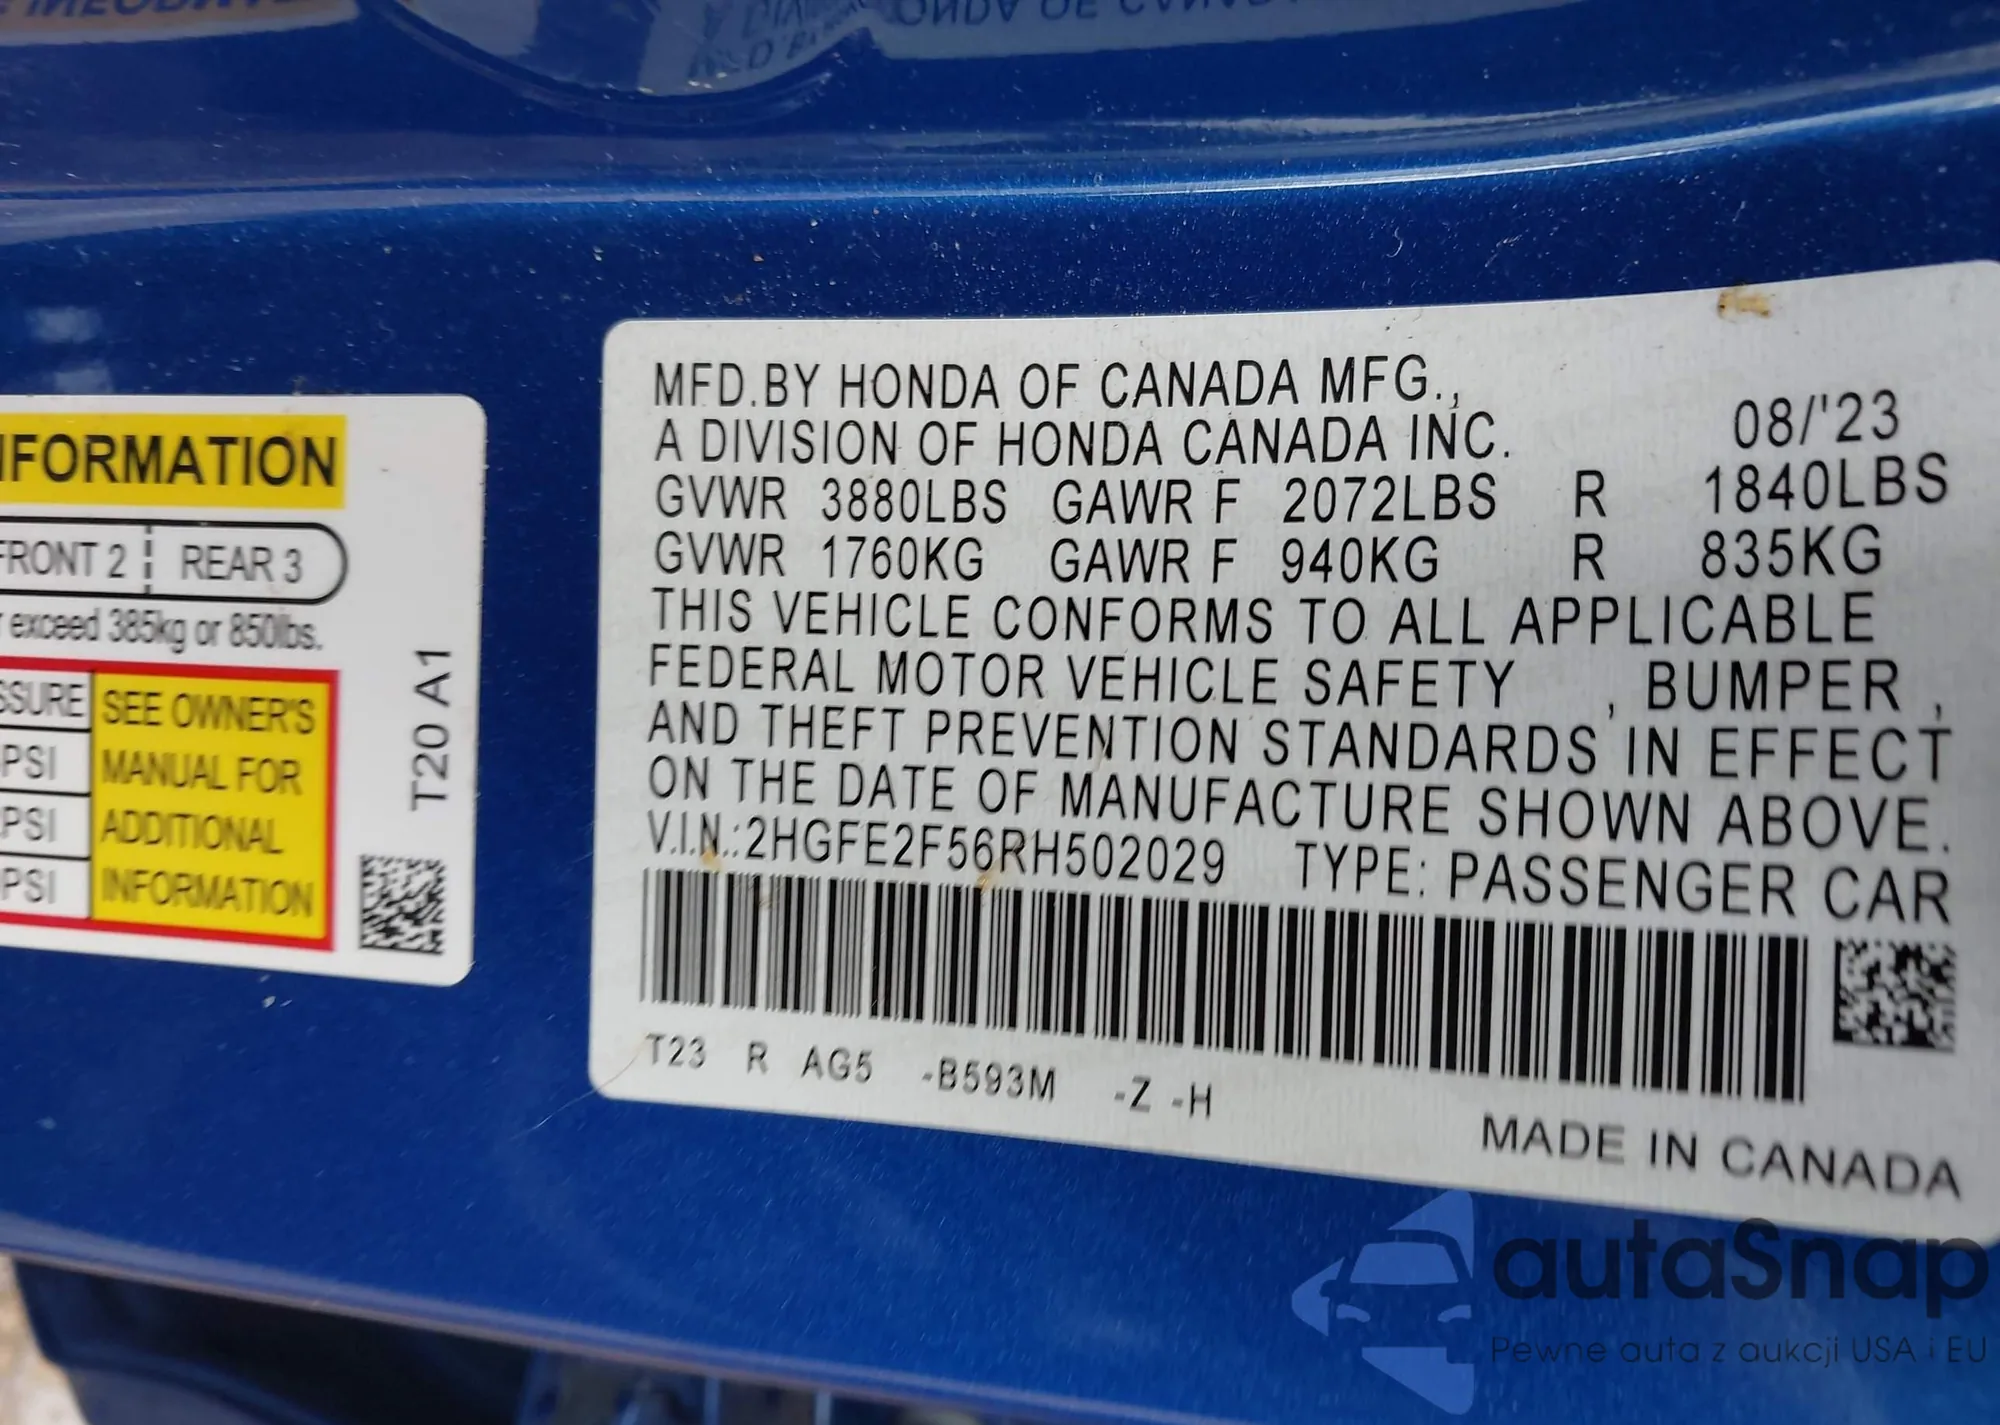 NFORMATION
FRONT 2 REAR 3
exceed 385kg or 850lbs.
SSURE
PSI
PSI
PSI
SEE OWNER'S
MANUAL FOR
ADDITIONAL
INFORMATION
T20 A1
MFD.BY HONDA OF CANADA MFG.,
A DIVISION OF HONDA CANADA INC. 08/'23
GVWR 3880LBS GAWR F 2072LBS R 1840LBS
GVWR 1760KG GAWR F 940KG R 835KG
THIS VEHICLE CONFORMS TO ALL APPLICABLE
FEDERAL MOTOR VEHICLE SAFETY , BUMPER ,
AND THEFT PREVENTION STANDARDS IN EFFECT
ON THE DATE OF MANUFACTURE SHOWN ABOVE.
V.I.N.:2HGFE2F56RH502029 TYPE: PASSENGER CAR
T23 R AG5 -B593M -Z -H
MADE IN CANADA
autoSnap
Pewne auta z aukcji USA i EU